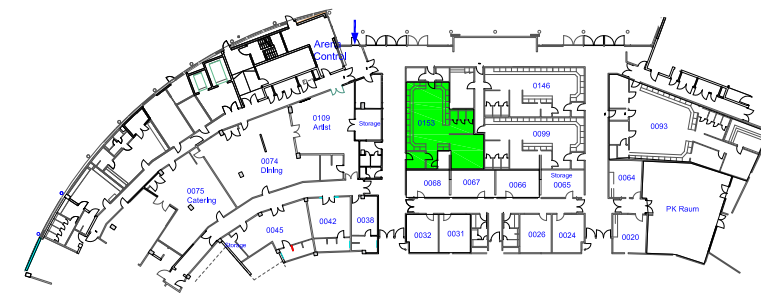 Arena
Control
0109
Artist
Storage
0153
0146
0099
0093
0074
Dining
0075
Catering
0068
0067
0066
Storage
0065
0064
PK Raum
0045
Storage
0042
0038
0032
0031
0026
0024
0020